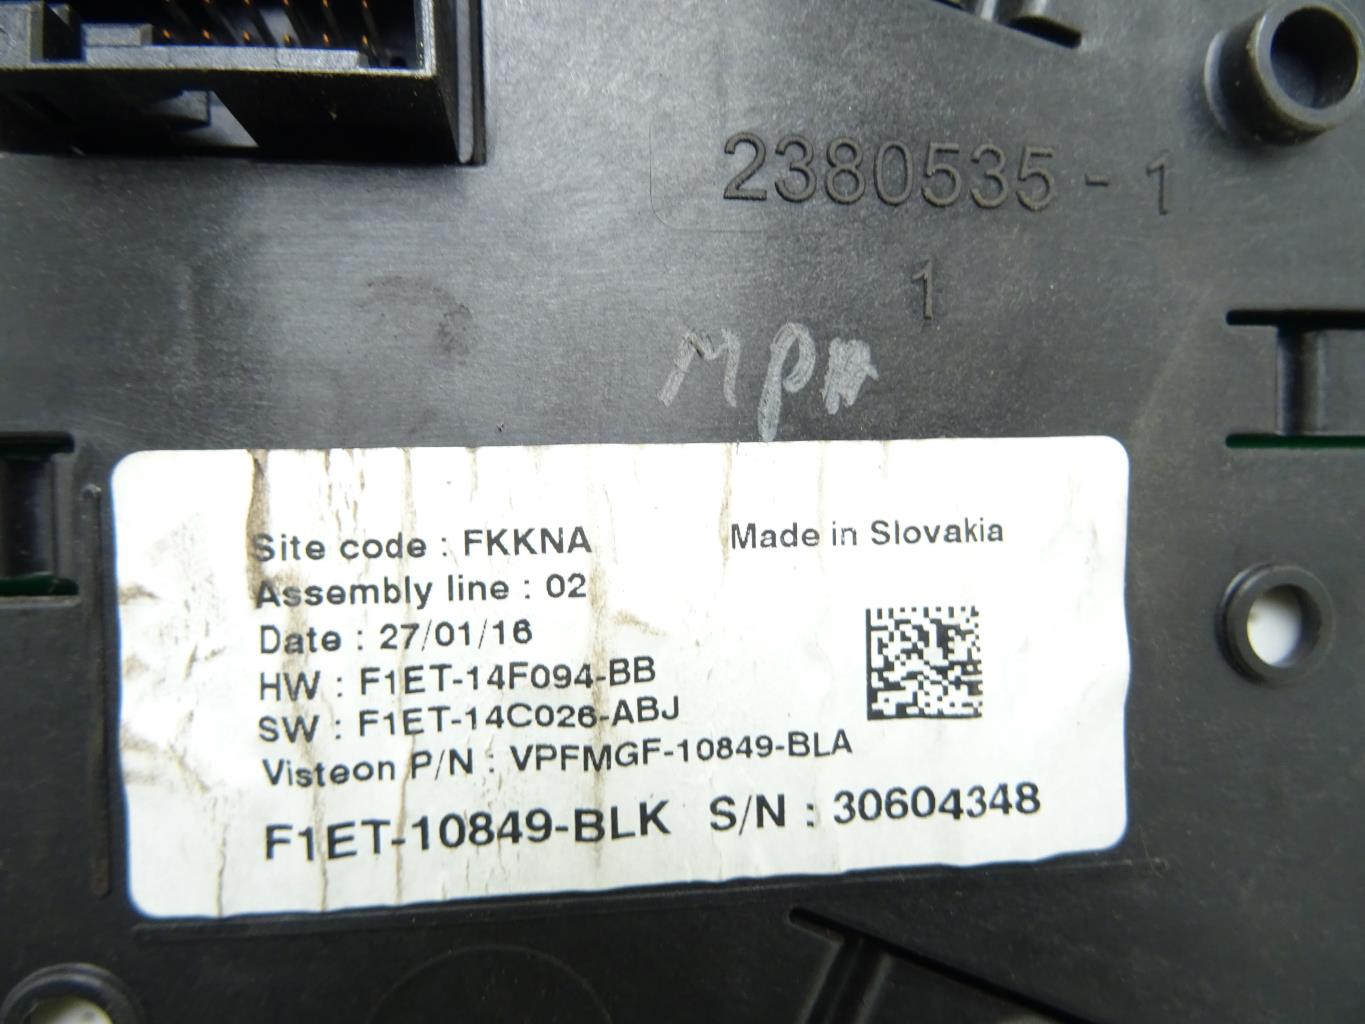 2380535-1
1
MPH
Site code : FKKNA
Made in Slovakia
Assembly line : 02
Date : 27/01/16
HW : F1ET-14F094-BB
SW : F1ET-14C026-ABJ
Visteon P/N : VPFMGF-10849-BLA
F1ET-10849-BLK S/N : 30604348